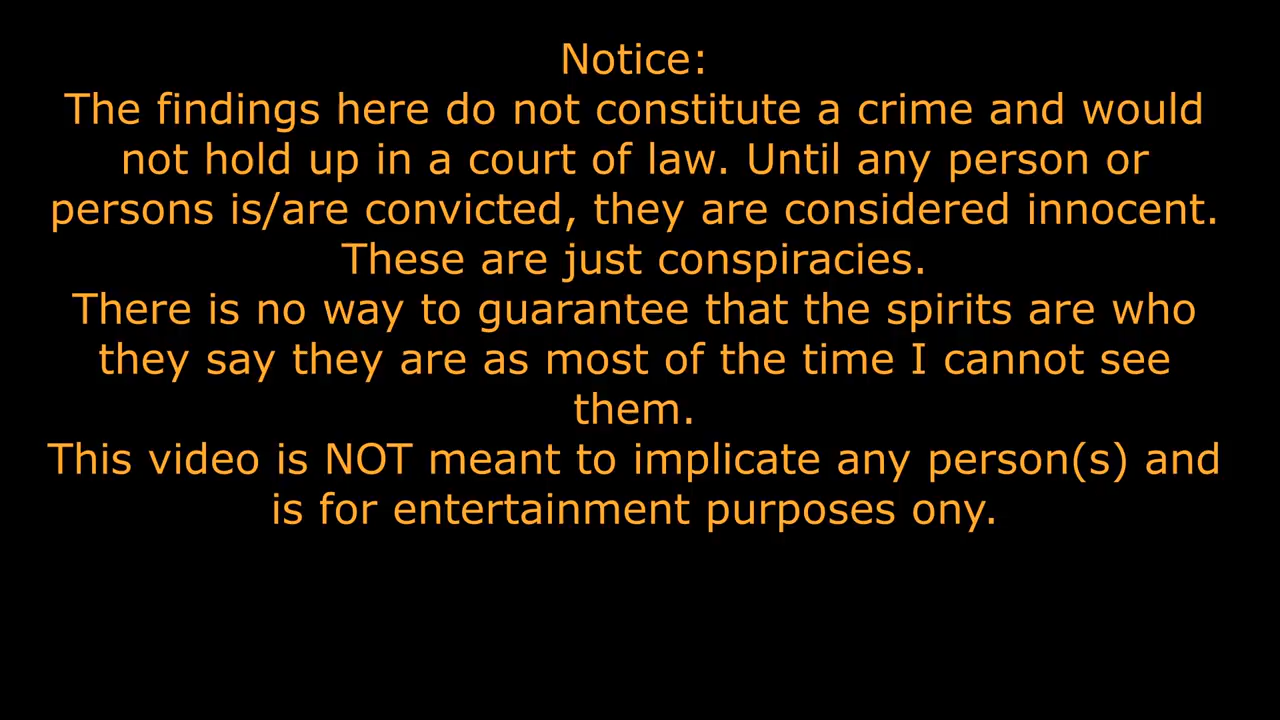 Notice:
The findings here do not constitute a crime and would
not hold up in a court of law. Until any person or
persons is/are convicted, they are considered innocent.
These are just conspiracies.
There is no way to guarantee that the spirits are who
they say they are as most of the time I cannot see
them.
This video is NOT meant to implicate any person(s) and
is for entertainment purposes ony.